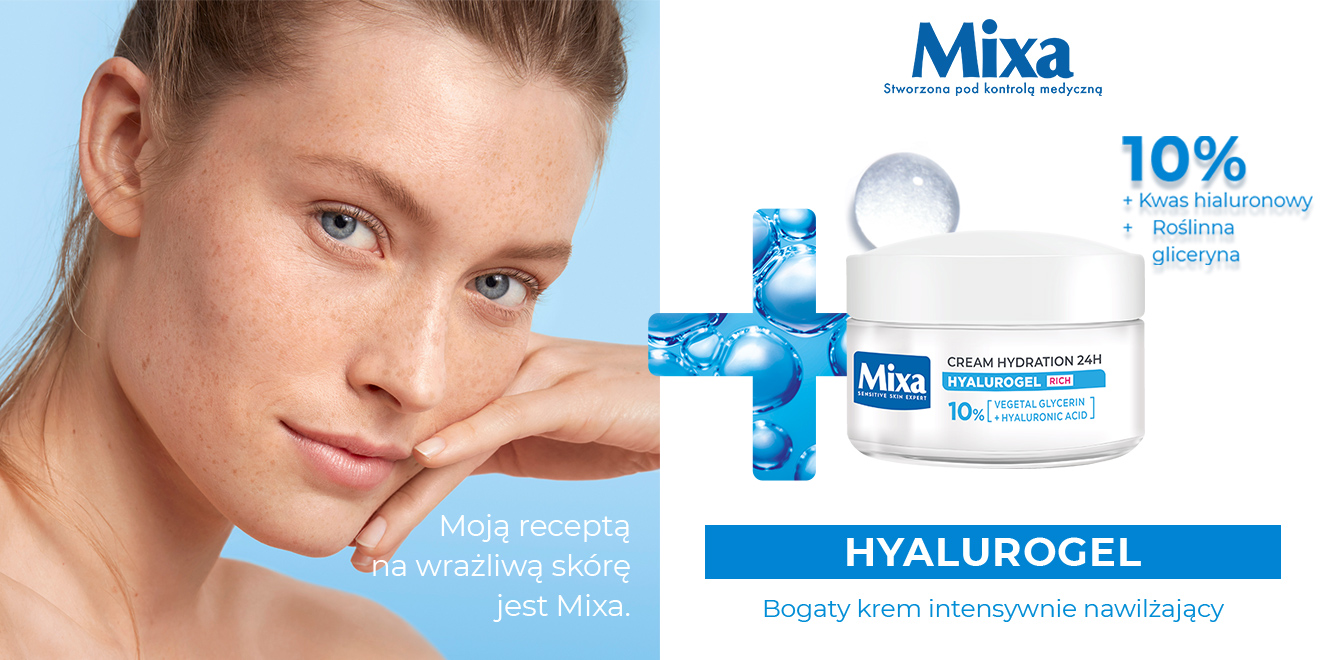 Moją receptą
na wrażliwą skórę
jest Mixa.
Mixa
Stworzona pod kontrolą medyczną
10%
+ Kwas hialuronowy
+ Roślinna
gliceryna
Mixa
SENSITIVE SKIN EXPERT
CREAM HYDRATION 24H
HYALUROGEL RICH
10% [VEGETAL GLYCERIN
+ HYALURONIC ACID]
HYALUROGEL
Bogaty krem intensywnie nawilżający